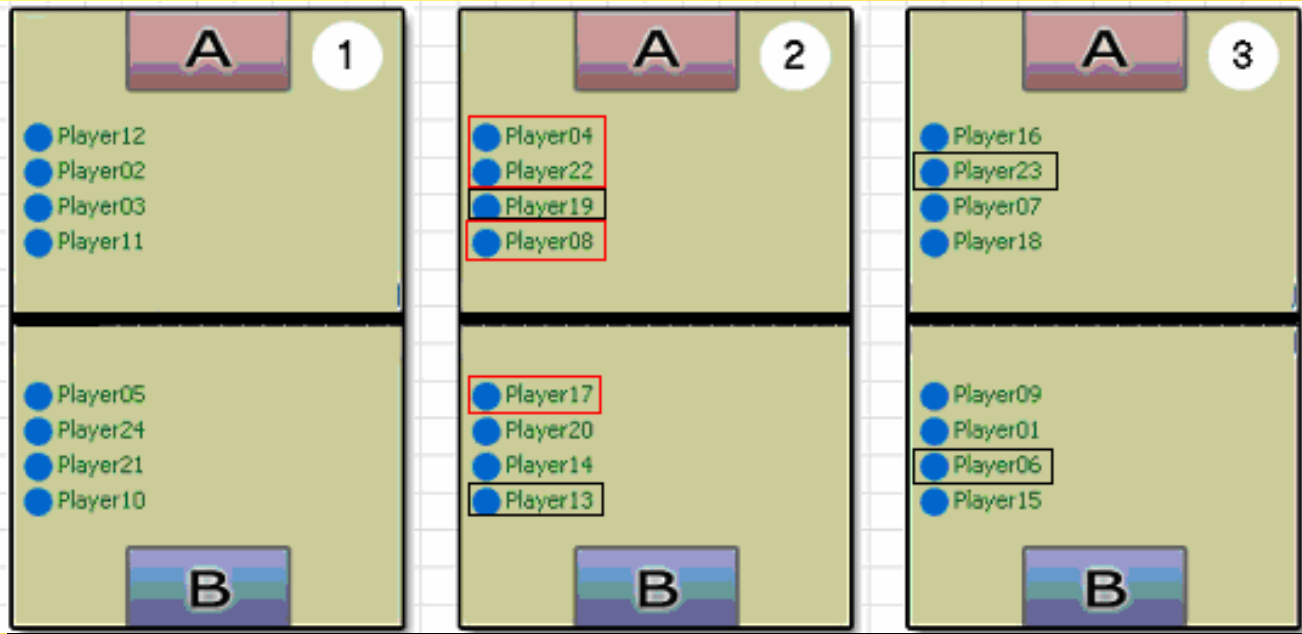 A 1
Player12
Player02
Player03
Player11
Player05
Player24
Player21
Player10
B
A 2
Player04
Player22
Player19
Player08
Player17
Player20
Player14
Player13
B
A 3
Player16
Player23
Player07
Player18
Player09
Player01
Player06
Player15
B